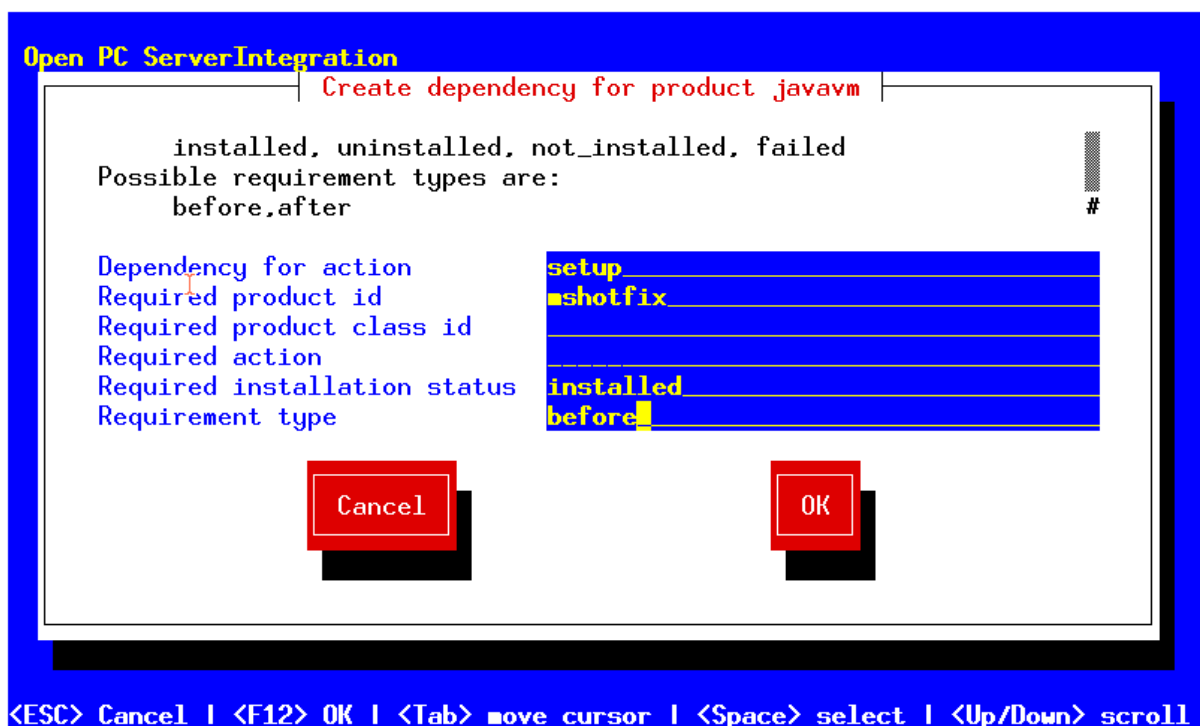 Open PC ServerIntegration
Create dependency for product javavm
installed, uninstalled, not_installed, failed
Possible requirement types are:
before,after
#
Dependency for action setup
Required product id mshotfix
Required product class id
Required action
Required installation status installed
Requirement type before
Cancel OK
<ESC> Cancel | <F12> OK | <Tab> move cursor | <Space> select | <Up/Down> scroll